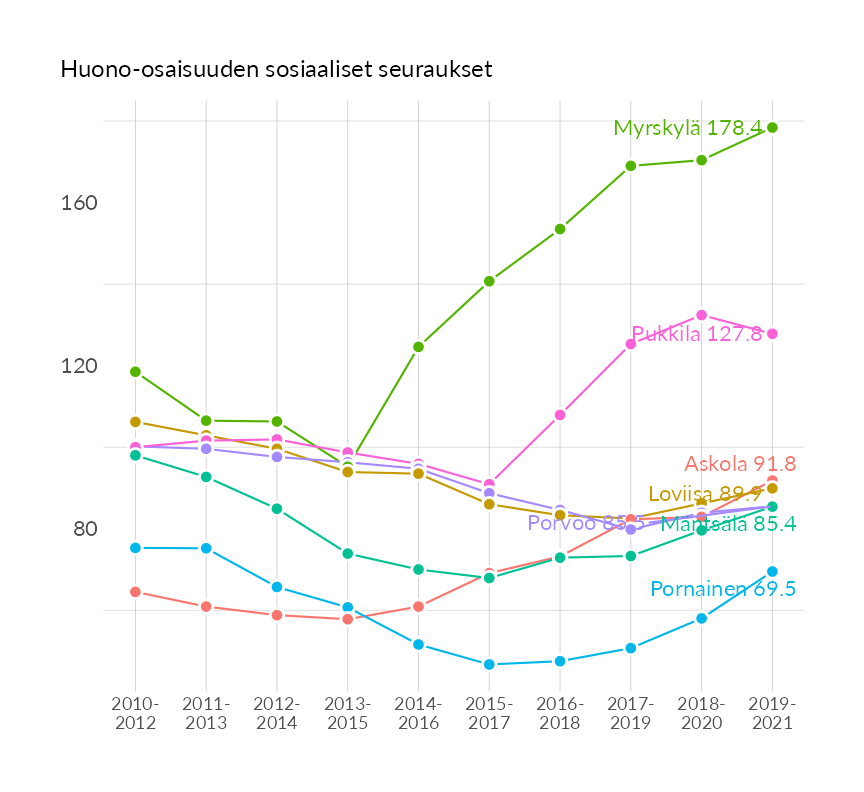 Huono-osaisuuden sosiaaliset seuraukset
Myrskylä 178.4
160
Pukkila 127.8
120
Askola 91.8
Loviisa 89.9
Porvoo 85.5
Mäntsälä 85.4
80
Pornainen 69.5
2010- 2011- 2012- 2013- 2014- 2015- 2016- 2017- 2018- 2019-
2012 2013 2014 2015 2016 2017 2018 2019 2020 2021